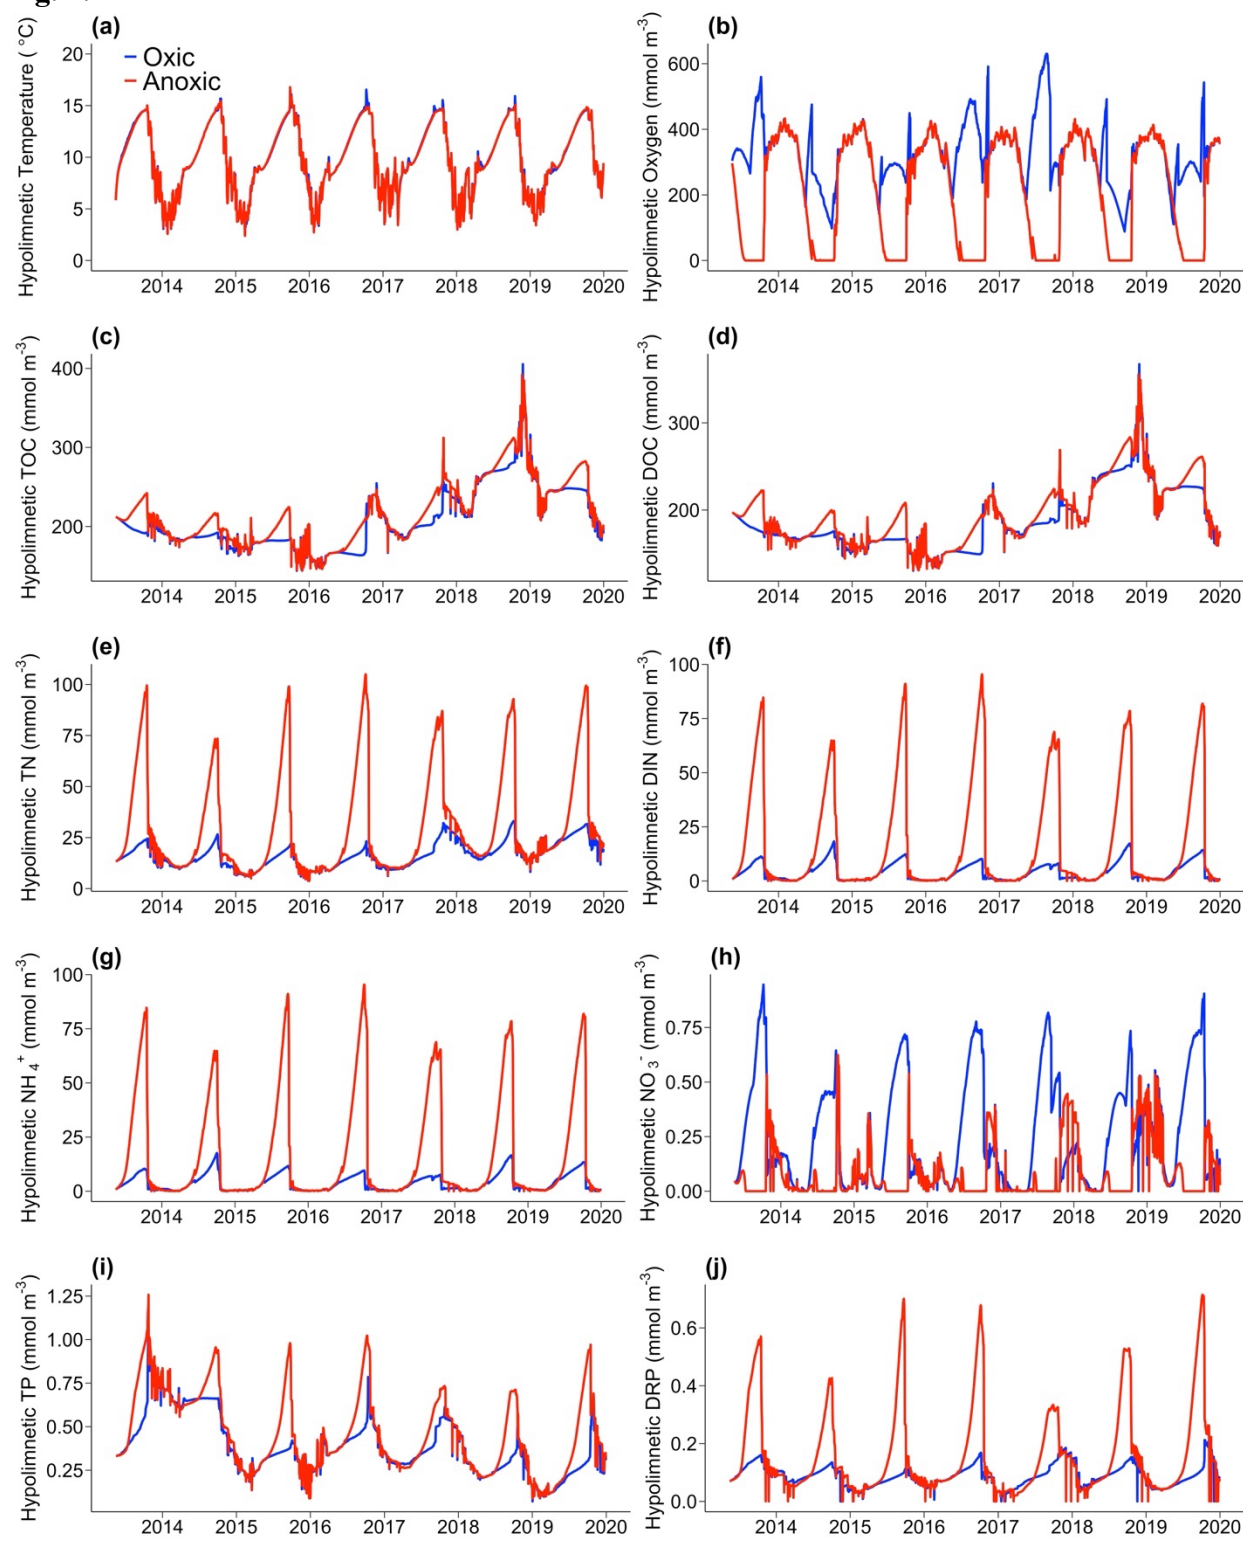 (a)
Hypolimnetic Temperature ( °C)
20
15
10
5
0
Oxic
Anoxic
2014 2015 2016 2017 2018 2019 2020
(b)
Hypolimnetic Oxygen (mmol m-3)
600
400
200
0
2014 2015 2016 2017 2018 2019 2020
(c)
Hypolimnetic TOC (mmol m-3)
400
300
200
2014 2015 2016 2017 2018 2019 2020
(d)
Hypolimnetic DOC (mmol m-3)
300
200
2014 2015 2016 2017 2018 2019 2020
(e)
Hypolimnetic TN (mmol m-3)
100
75
50
25
0
2014 2015 2016 2017 2018 2019 2020
(f)
Hypolimnetic DIN (mmol m-3)
100
75
50
25
0
2014 2015 2016 2017 2018 2019 2020
(g)
Hypolimnetic NH4+ (mmol m-3)
100
75
50
25
0
2014 2015 2016 2017 2018 2019 2020
(h)
Hypolimnetic NO3- (mmol m-3)
0.75
0.50
0.25
0.00
2014 2015 2016 2017 2018 2019 2020
(i)
Hypolimnetic TP (mmol m-3)
1.25
1.00
0.75
0.50
0.25
2014 2015 2016 2017 2018 2019 2020
(j)
Hypolimnetic DRP (mmol m-3)
0.6
0.4
0.2
0.0
2014 2015 2016 2017 2018 2019 2020